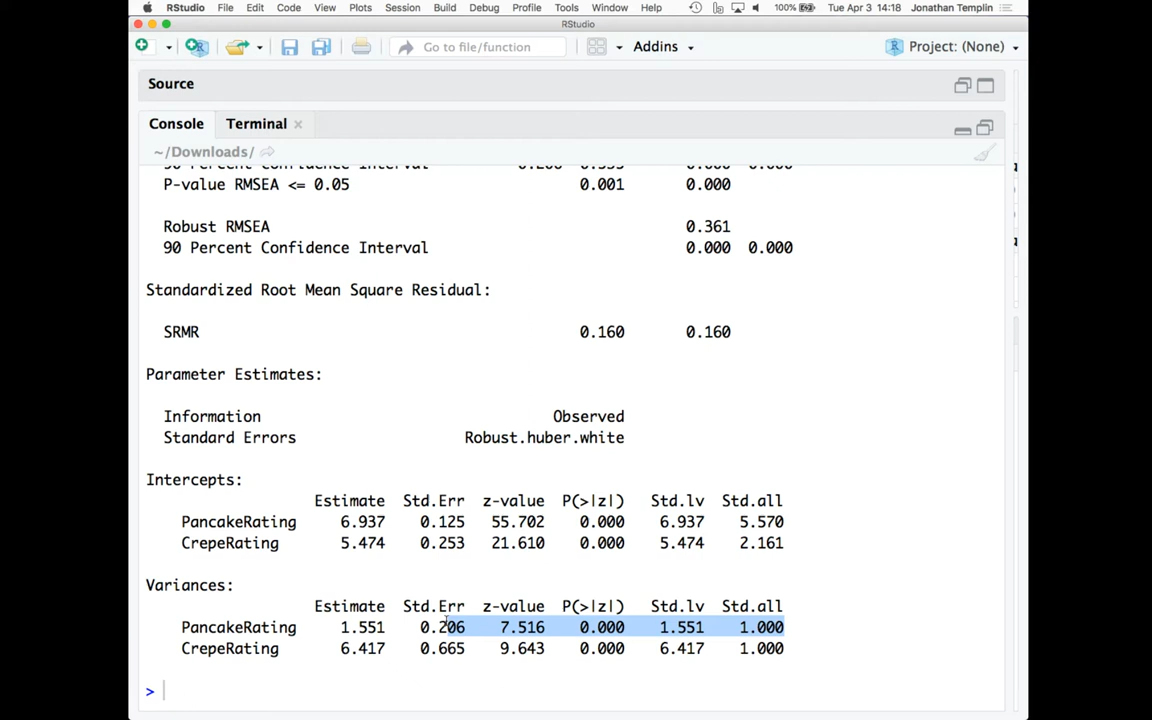 RStudio File Edit Code View Plots Session Build Debug Profile Tools Window Help 100% Tue Apr 3 14:18 Jonathan Templin
RStudio
Go to file/function Addins Project: (None)
Source
Console Terminal
~/Downloads/
90 Percent Confidence Interval
P-value RMSEA <= 0.05 0.001 0.000
Robust RMSEA 0.361
90 Percent Confidence Interval 0.000 0.000
Standardized Root Mean Square Residual:
SRMR 0.160 0.160
Parameter Estimates:
Information Observed
Standard Errors Robust.huber.white
Intercepts:
Estimate Std.Err z-value P(>|z|) Std.lv Std.all
PancakeRating 6.937 0.125 55.702 0.000 6.937 5.570
CrepeRating 5.474 0.253 21.610 0.000 5.474 2.161
Variances:
Estimate Std.Err z-value P(>|z|) Std.lv Std.all
PancakeRating 1.551 0.206 7.516 0.000 1.551 1.000
CrepeRating 6.417 0.665 9.643 0.000 6.417 1.000
>